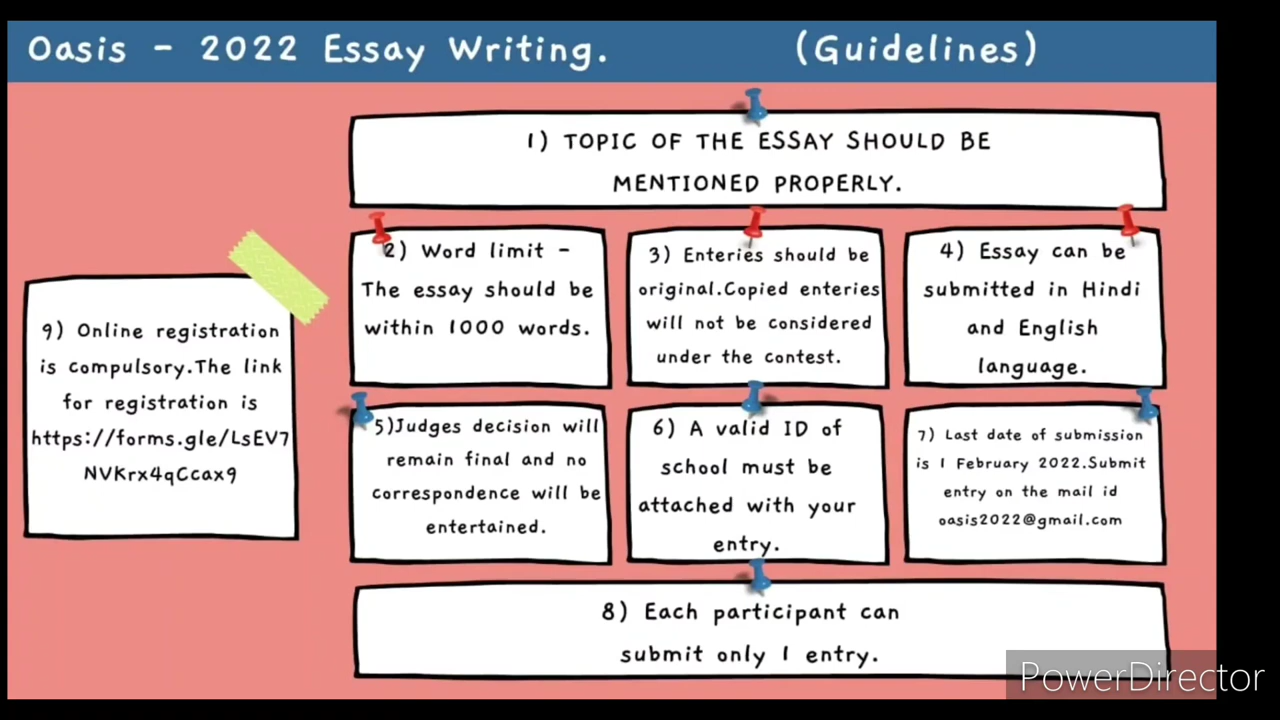 Oasis - 2022 Essay Writing. (Guidelines)
1) TOPIC OF THE ESSAY SHOULD BE
MENTIONED PROPERLY.
2) Word limit -
The essay should be
within 1000 words.
3) Enteries should be
original.Copied enteries
will not be considered
under the contest.
4) Essay can be
submitted in Hindi
and English
language.
5)Judges decision will
remain final and no
correspondence will be
entertained.
6) A valid ID of
school must be
attached with your
entry.
7) Last date of submission
is 1 February 2022.Submit
entry on the mail id
oasis2022@gmail.com
8) Each participant can
submit only 1 entry.
9) Online registration
is compulsory.The link
for registration is
https://forms.gle/LsEV7
NVKrx4qCcax9
PowerDirector